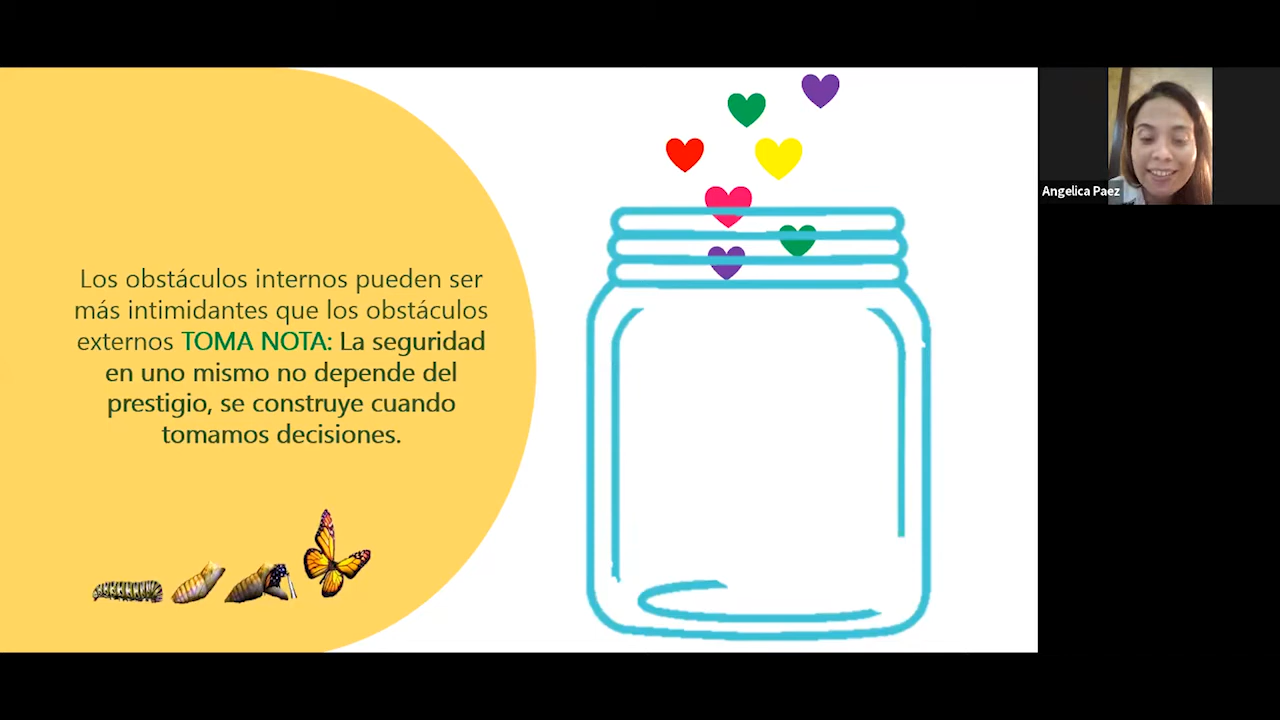 Los obstáculos internos pueden ser
más intimidantes que los obstáculos
externos TOMA NOTA: La seguridad
en uno mismo no depende del
prestigio, se construye cuando
tomamos decisiones.
Angelica Paez